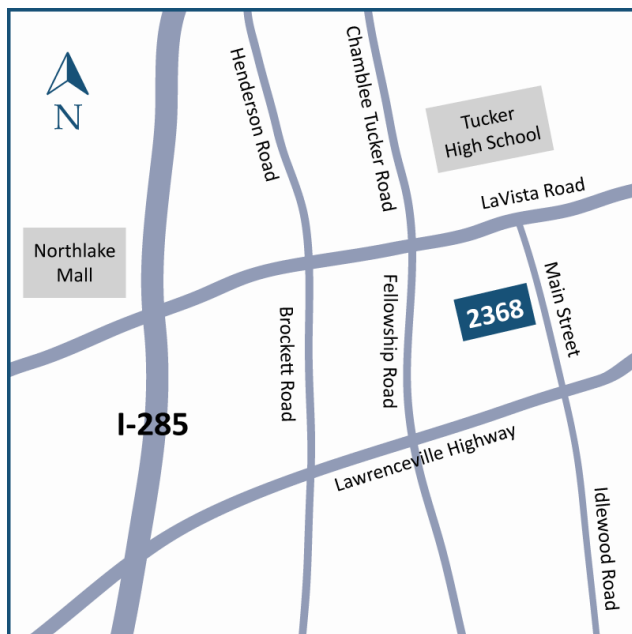 N
Henderson Road
Chamblee Tucker Road
Tucker
High School
LaVista Road
Northlake
Mall
Brockett Road
Fellowship Road
2368
Main Street
I-285
Lawrenceville Highway
Idlewood Road